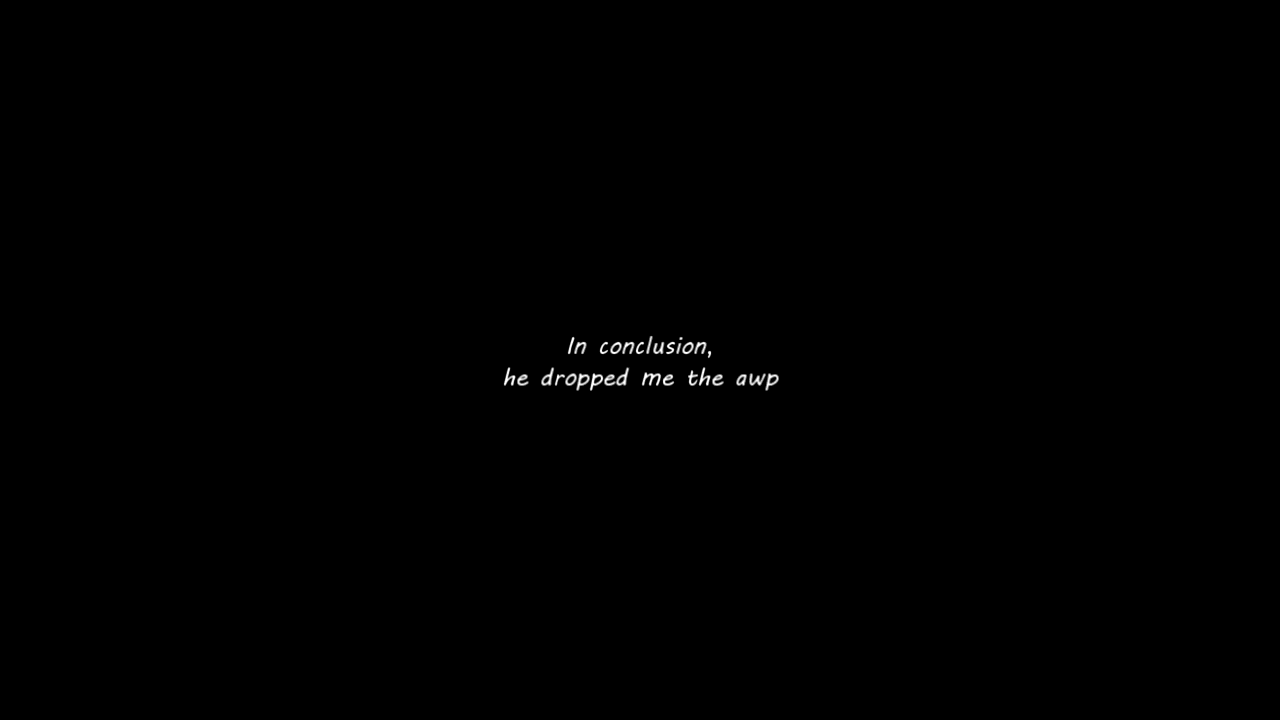 In conclusion,
he dropped me the awp